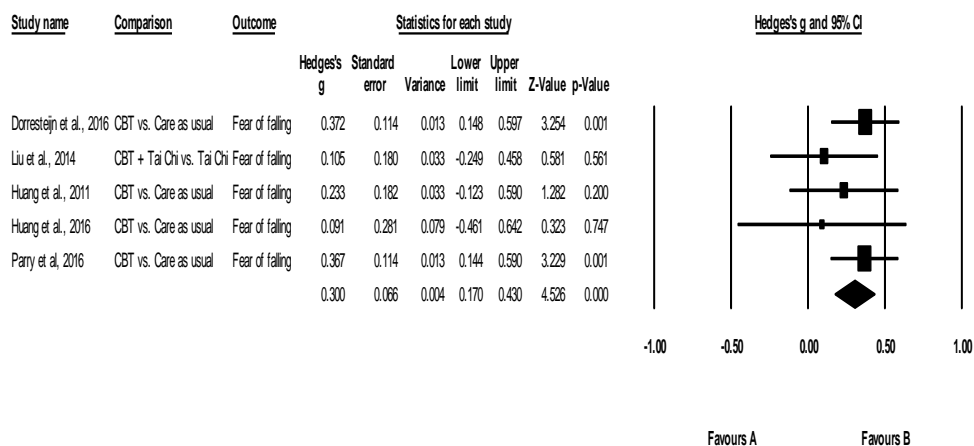 Study name Comparison Outcome Statistics for each study Hedges's g and 95% CI
Hedges's Standard Lower Upper
g error Variance limit limit Z-Value p-Value
Dorresteijn et al., 2016 CBT vs. Care as usual Fear of falling 0.372 0.114 0.013 0.148 0.597 3.254 0.001
Liu et al., 2014 CBT + Tai Chi vs. Tai Chi Fear of falling 0.105 0.180 0.033 -0.249 0.458 0.581 0.561
Huang et al., 2011 CBT vs. Care as usual Fear of falling 0.233 0.182 0.033 -0.123 0.590 1.282 0.200
Huang et al., 2016 CBT vs. Care as usual Fear of falling 0.091 0.281 0.079 -0.461 0.642 0.323 0.747
Parry et al, 2016 CBT vs. Care as usual Fear of falling 0.367 0.114 0.013 0.144 0.590 3.229 0.001
0.300 0.066 0.004 0.170 0.430 4.526 0.000
-1.00 -0.50 0.00 0.50 1.00
Favours A Favours B